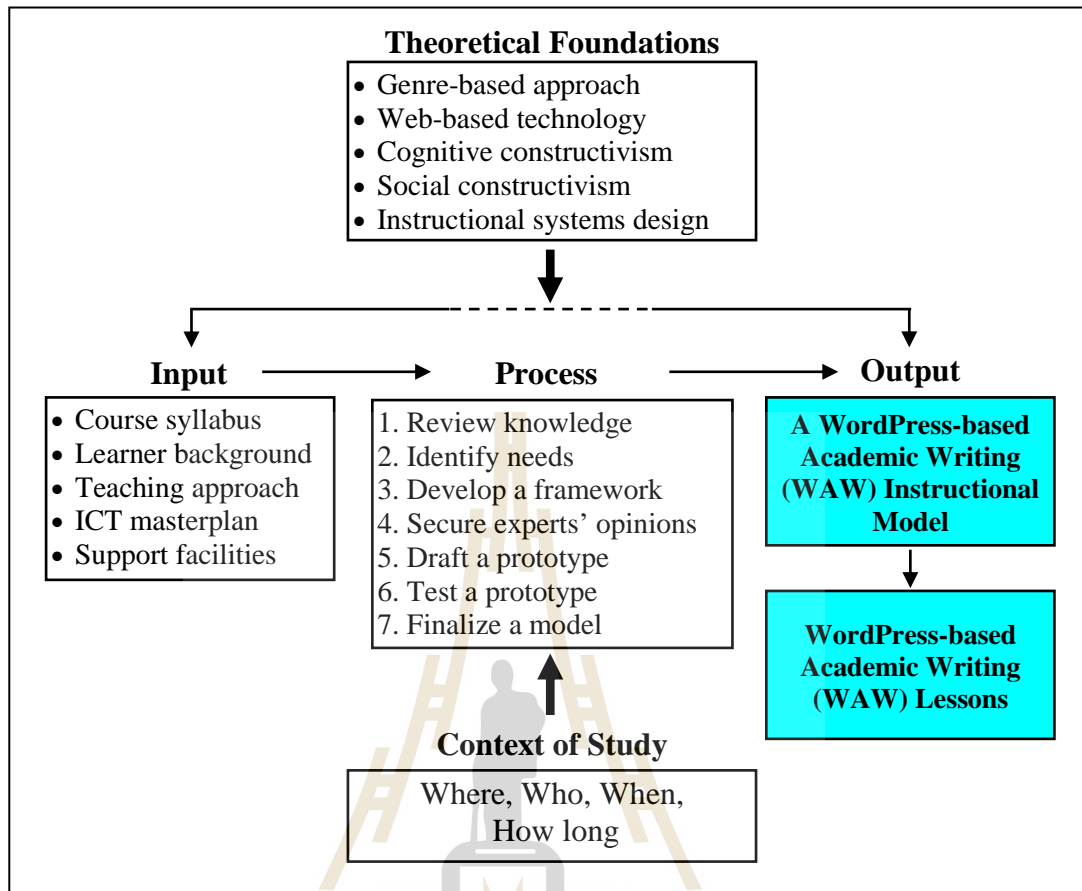 Theoretical Foundations
• Genre-based approach
• Web-based technology
• Cognitive constructivism
• Social constructivism
• Instructional systems design
Input
• Course syllabus
• Learner background
• Teaching approach
• ICT masterplan
• Support facilities
Process
1. Review knowledge
2. Identify needs
3. Develop a framework
4. Secure experts’ opinions
5. Draft a prototype
6. Test a prototype
7. Finalize a model
Output
A WordPress-based
Academic Writing
(WAW) Instructional
Model
WordPress-based
Academic Writing
(WAW) Lessons
Context of Study
Where, Who, When,
How long